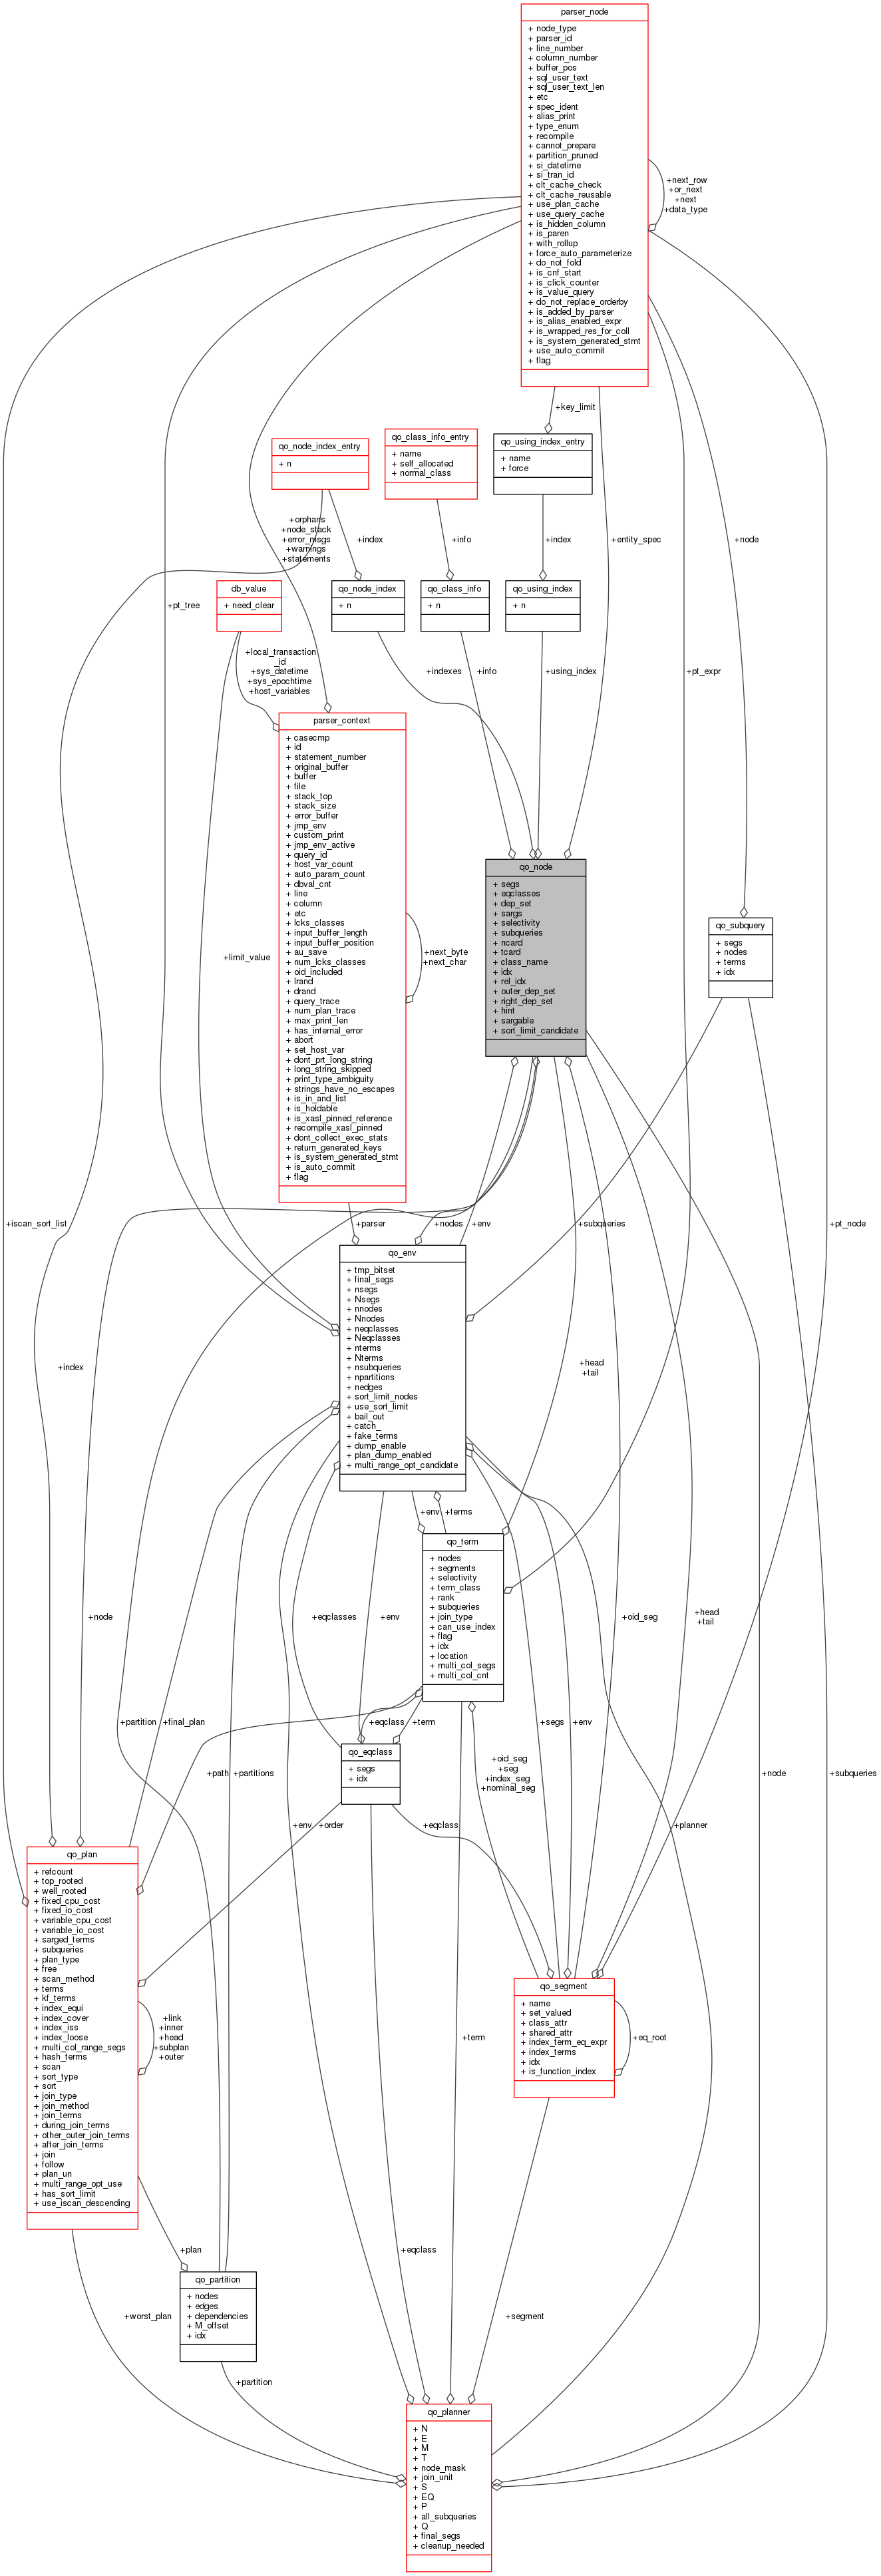 parser_node
+ node_type
+ parser_id
+ line_number
+ column_number
+ buffer_pos
+ sql_user_text
+ sql_user_text_len
+ etc
+ spec_ident
+ alias_print
+ type_enum
+ recompile
+ cannot_prepare
+ partition_pruned
+ si_datetime
+ si_tran_id
+ clt_cache_check
+ clt_cache_reusable
+ use_plan_cache
+ use_query_cache
+ is_hidden_column
+ is_paren
+ with_rollup
+ force_auto_parameterize
+ do_not_fold
+ is_cnf_start
+ is_click_counter
+ is_value_query
+ do_not_replace_orderby
+ is_added_by_parser
+ is_alias_enabled_expr
+ is_wrapped_res_for_coll
+ is_system_generated_stmt
+ use_auto_commit
+ flag
+next_row
+or_next
+next
+data_type
+key_limit
qo_node_index_entry
+ n
qo_class_info_entry
+ name
+ self_allocated
+ normal_class
qo_using_index_entry
+ name
+ force
+orphans
+node_stack
+error_msgs
+warnings
+statements
+index
+info
+index
+entity_spec
+node
db_value
+ need_clear
qo_node_index
+ n
qo_class_info
+ n
qo_using_index
+ n
+pt_tree
+local_transaction
_id
+sys_datetime
+sys_epochtime
+host_variables
+indexes
+info
+using_index
+pt_expr
parser_context
+ casecmp
+ id
+ statement_number
+ original_buffer
+ buffer
+ file
+ stack_top
+ stack_size
+ error_buffer
+ jmp_env
+ custom_print
+ jmp_env_active
+ query_id
+ host_var_count
+ auto_param_count
+ dbval_cnt
+ line
+ column
+ etc
+ lcks_classes
+ input_buffer_length
+ input_buffer_position
+ au_save
+ num_lcks_classes
+ oid_included
+ lrand
+ drand
+ query_trace
+ num_plan_trace
+ max_print_len
+ has_internal_error
+ abort
+ set_host_var
+ dont_prt_long_string
+ long_string_skipped
+ print_type_ambiguity
+ strings_have_no_escapes
+ is_in_and_list
+ is_holdable
+ is_xasl_pinned_reference
+ recompile_xasl_pinned
+ dont_collect_exec_stats
+ return_generated_keys
+ is_system_generated_stmt
+ is_auto_commit
+ flag
+next_byte
+next_char
+limit_value
qo_node
+ segs
+ eqclasses
+ dep_set
+ sargs
+ selectivity
+ subqueries
+ ncard
+ tcard
+ class_name
+ idx
+ rel_idx
+ outer_dep_set
+ right_dep_set
+ hint
+ sargable
+ sort_limit_candidate
qo_subquery
+ segs
+ nodes
+ terms
+ idx
+iscan_sort_list
+parser
+nodes
+env
+subqueries
+pt_node
qo_env
+ tmp_bitset
+ final_segs
+ nsegs
+ Nsegs
+ nnodes
+ Nnodes
+ neqclasses
+ Neqclasses
+ nterms
+ Nterms
+ nsubqueries
+ npartitions
+ nedges
+ sort_limit_nodes
+ use_sort_limit
+ bail_out
+ catch_
+ fake_terms
+ dump_enable
+ plan_dump_enabled
+ multi_range_opt_candidate
+index
+head
+tail
+env
+terms
qo_term
+ nodes
+ segments
+ selectivity
+ term_class
+ rank
+ subqueries
+ join_type
+ can_use_index
+ flag
+ idx
+ location
+ multi_col_segs
+ multi_col_cnt
+node
+eqclasses
+env
+oid_seg
+head
+tail
+partition
+final_plan
+eqclass
+term
+segs
+env
qo_eqclass
+ segs
+ idx
+path
+partitions
+oid_seg
+seg
+index_seg
+nominal_seg
+node
+subqueries
+env
+order
+eqclass
+planner
qo_plan
+ refcount
+ top_rooted
+ well_rooted
+ fixed_cpu_cost
+ fixed_io_cost
+ variable_cpu_cost
+ variable_io_cost
+ sarged_terms
+ subqueries
+ plan_type
+ free
+ scan_method
+ terms
+ kf_terms
+ index_equi
+ index_cover
+ index_iss
+ index_loose
+ multi_col_range_segs
+ hash_terms
+ scan
+ sort_type
+ sort
+ join_type
+ join_method
+ join_terms
+ during_join_terms
+ other_outer_join_terms
+ after_join_terms
+ join
+ follow
+ plan_un
+ multi_range_opt_use
+ has_sort_limit
+ use_iscan_descending
+link
+inner
+head
+subplan
+outer
+term
qo_segment
+ name
+ set_valued
+ class_attr
+ shared_attr
+ index_term_eq_expr
+ index_terms
+ idx
+ is_function_index
+eq_root
+plan
+eqclass
qo_partition
+ nodes
+ edges
+ dependencies
+ M_offset
+ idx
+worst_plan
+segment
+partition
qo_planner
+ N
+ E
+ M
+ T
+ node_mask
+ join_unit
+ S
+ EQ
+ P
+ all_subqueries
+ Q
+ final_segs
+ cleanup_needed